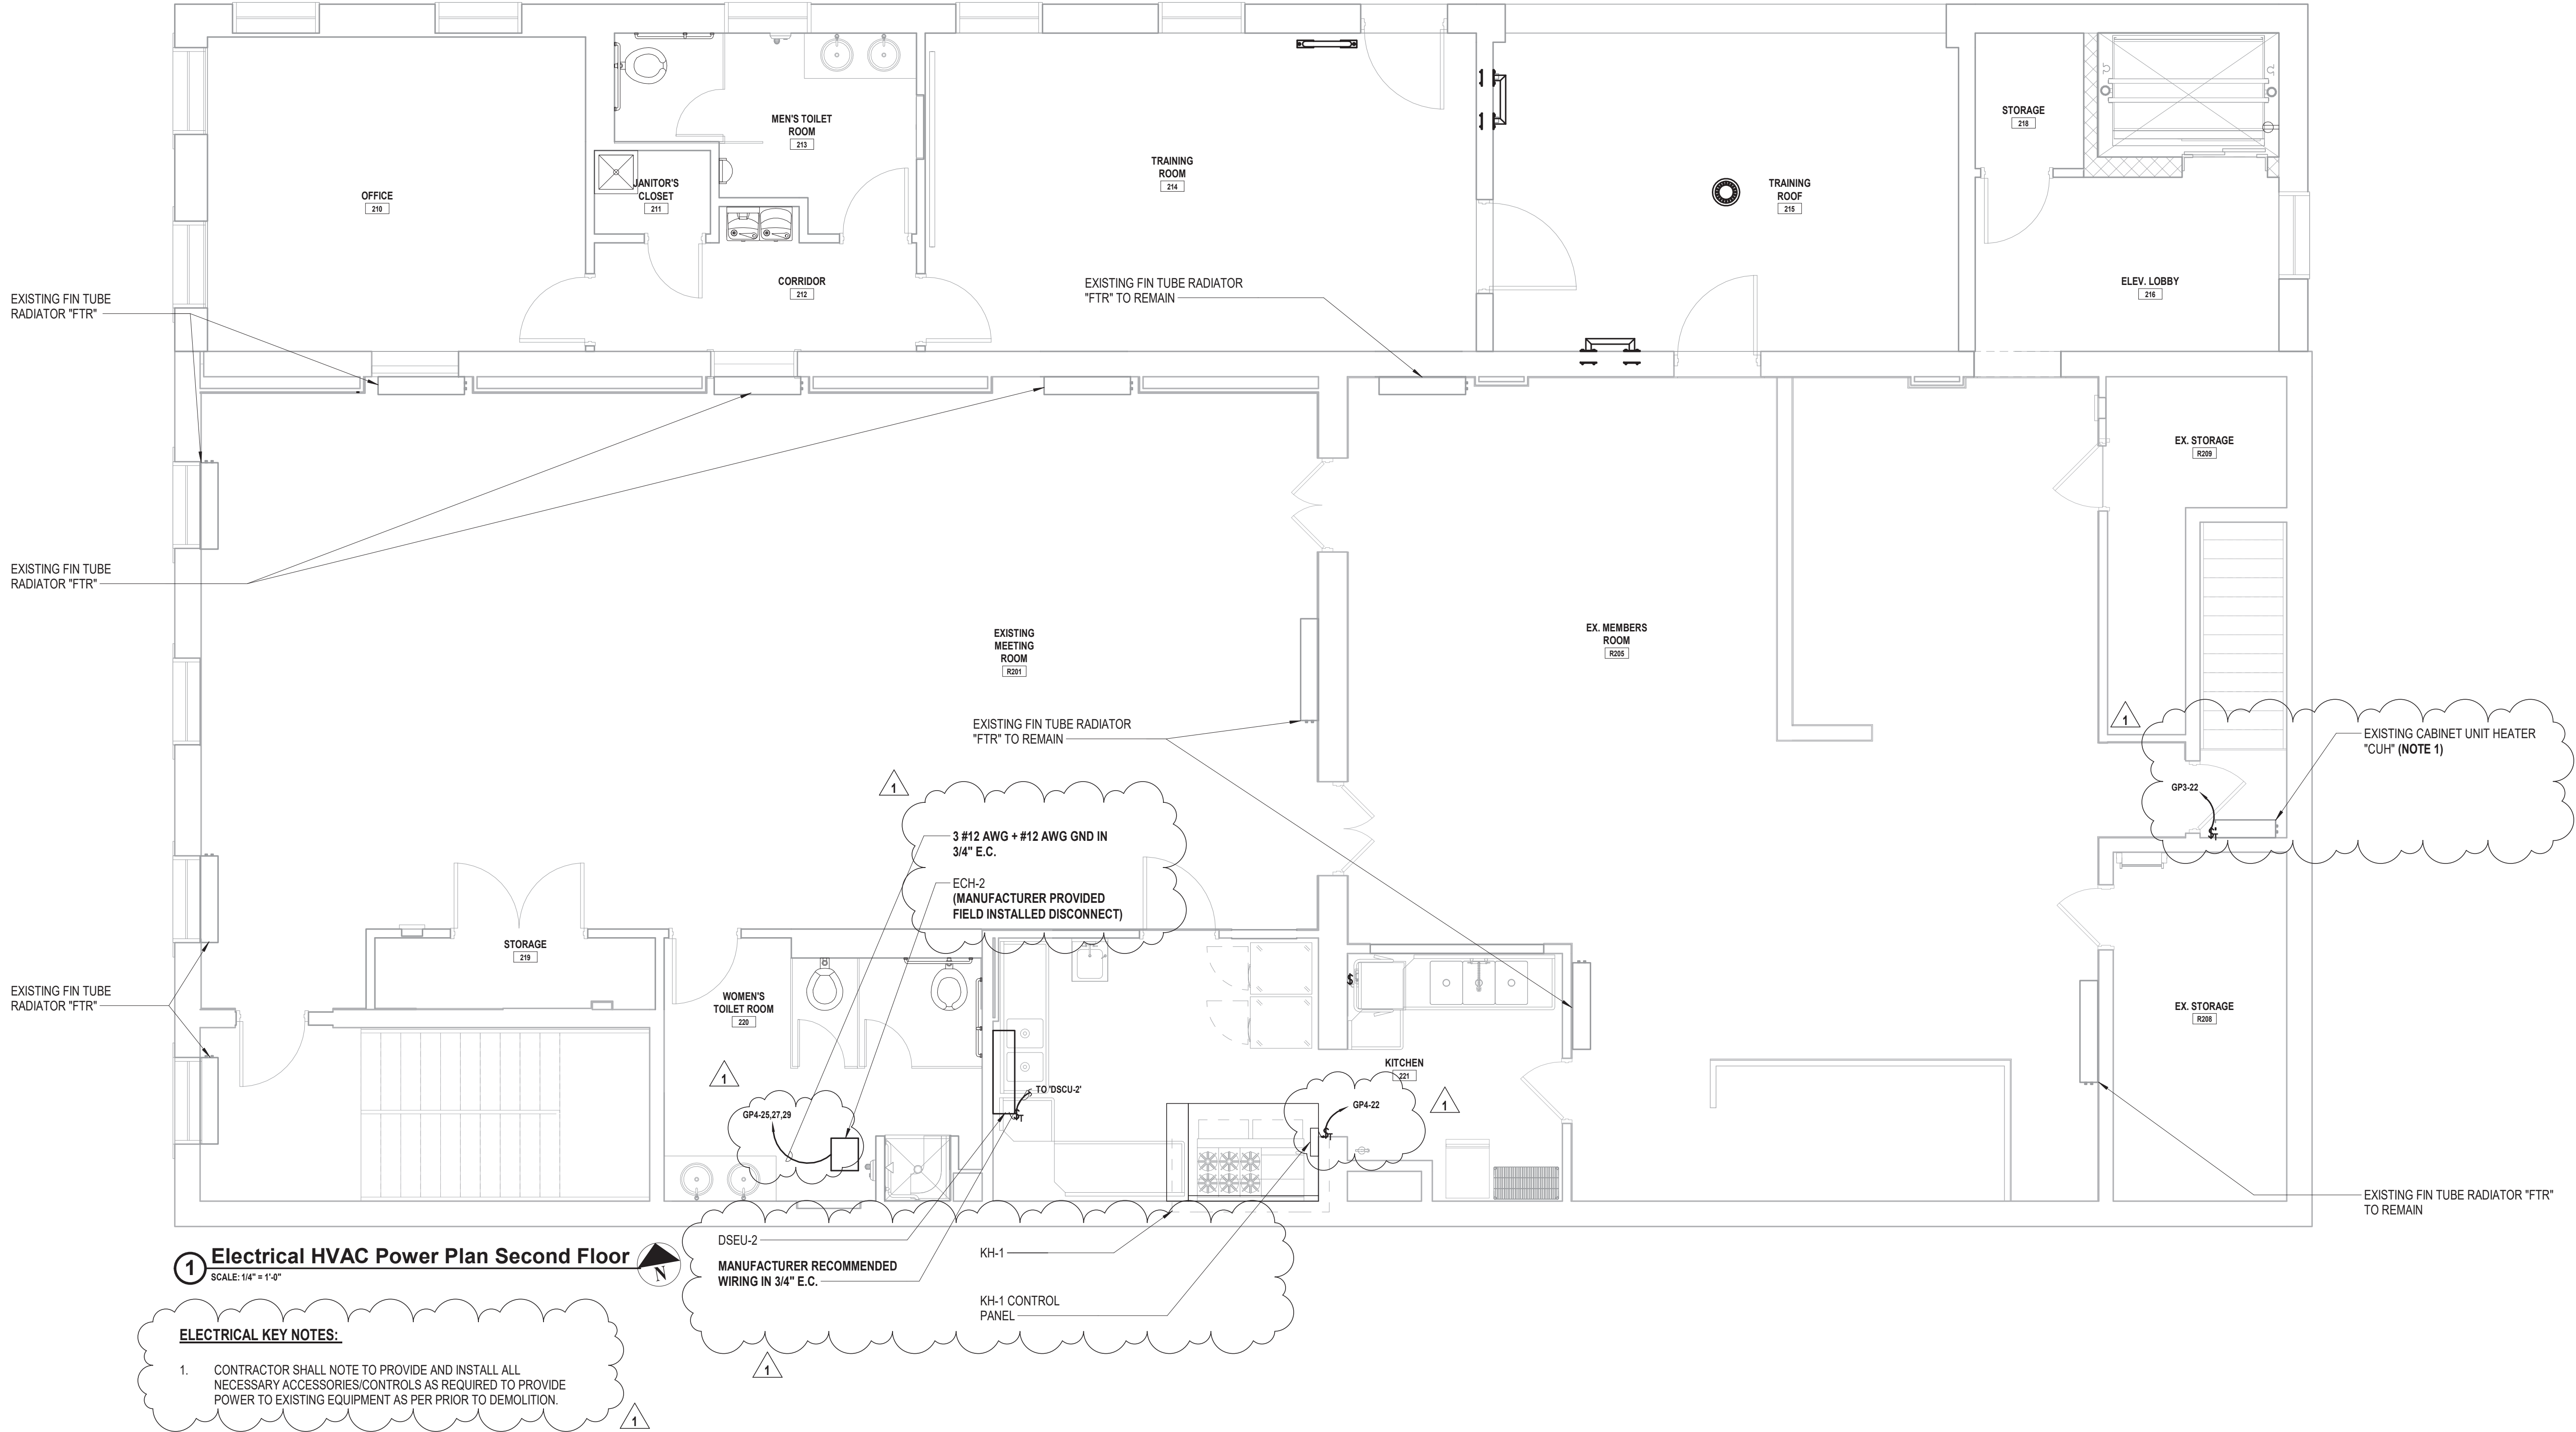 MEN'S TOILET
ROOM
213
STORAGE
218
TRAINING
ROOM
214
JANITOR'S
CLOSET
211
OFFICE
210
TRAINING
ROOF
215
CORRIDOR
212
ELEV. LOBBY
216
EXISTING FIN TUBE
RADIATOR "FTR"
EXISTING FIN TUBE RADIATOR
"FTR" TO REMAIN
EX. STORAGE
R209
EXISTING FIN TUBE
RADIATOR "FTR"
EXISTING
MEETING
ROOM
R201
EX. MEMBERS
ROOM
R205
EXISTING FIN TUBE RADIATOR
"FTR" TO REMAIN
1
EXISTING CABINET UNIT HEATER
"CUH" (NOTE 1)
GP3-22
$T
1
3 #12 AWG + #12 AWG GND IN
3/4" E.C.
ECH-2
(MANUFACTURER PROVIDED
FIELD INSTALLED DISCONNECT)
STORAGE
219
EXISTING FIN TUBE
RADIATOR "FTR"
WOMEN'S
TOILET ROOM
220
$
EX. STORAGE
R208
KITCHEN
221
1
TO 'DSCU-2'
$T
GP4-25,27,29
GP4-22
$T
1
EXISTING FIN TUBE RADIATOR "FTR"
TO REMAIN
DSEU-2
MANUFACTURER RECOMMENDED
WIRING IN 3/4" E.C.
KH-1
KH-1 CONTROL
PANEL
1
1 Electrical HVAC Power Plan Second Floor
SCALE: 1/4" = 1'-0"
N
ELECTRICAL KEY NOTES:
1. CONTRACTOR SHALL NOTE TO PROVIDE AND INSTALL ALL
NECESSARY ACCESSORIES/CONTROLS AS REQUIRED TO PROVIDE
POWER TO EXISTING EQUIPMENT AS PER PRIOR TO DEMOLITION.
1